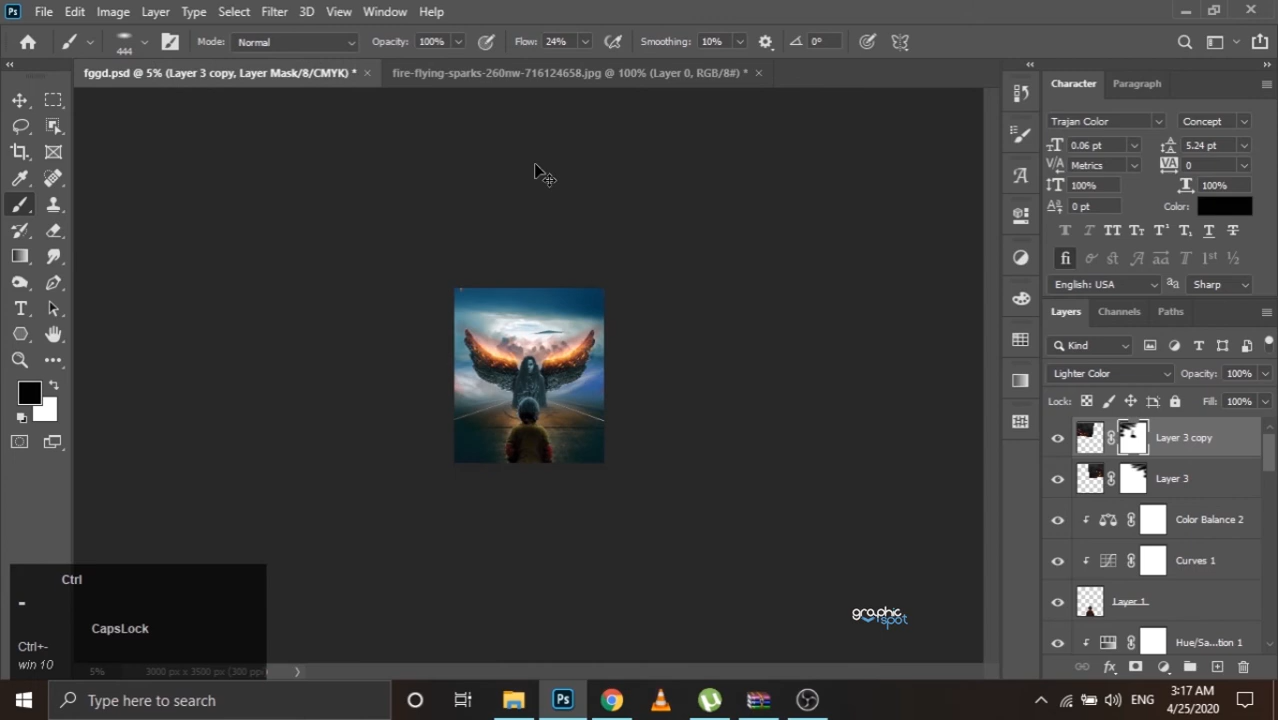 Ps File Edit Image Layer Type Select Filter 3D View Window Help
444 Mode: Normal Opacity: 100% Flow: 24% Smoothing: 10% 0°
fggd.psd @ 5% (Layer 3 copy, Layer Mask/8/CMYK) * × fire-flying-sparks-260nw-716124658.jpg @ 100% (Layer 0, RGB/8#) * ×
Character Paragraph
Trajan Color Concept
0.06 pt 5.24 pt
Metrics 0
100% 100%
0 pt Color:
English: USA aa Sharp
Layers Channels Paths
Kind
Lighter Color Opacity: 100%
Lock: Fill: 100%
Layer 3 copy
Layer 3
Color Balance 2
Curves 1
Layer 1
Hue/Sa...tion 1
Ctrl
-
CapsLock
Ctrl+-
win 10
graphic
spot
5% 3000 px x 3500 px (300 ppi)
Type here to search
Ps
ENG
3:17 AM
4/25/2020